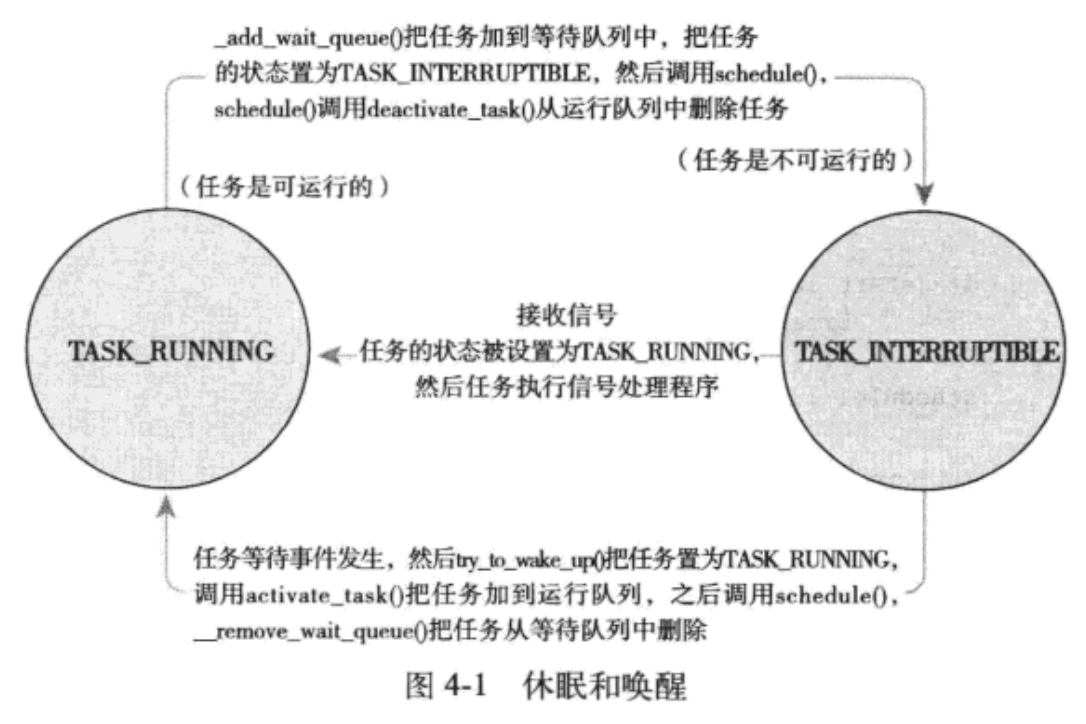 _add_wait_queue()把任务加到等待队列中，把任务
的状态置为TASK_INTERRUPTIBLE，然后调用schedule()，
schedule()调用deactivate_task()从运行队列中删除任务
（任务是不可运行的）
（任务是可运行的）
接收信号
TASK_RUNNING
任务的状态被设置为TASK_RUNNING，
TASK_INTERRUPTIBLE
然后任务执行信号处理程序
任务等待事件发生，然后try_to_wake_up()把任务置为TASK_RUNNING，
调用activate_task()把任务加到运行队列，之后调用schedule()，
__remove_wait_queue()把任务从等待队列中删除
图 4-1 休眠和唤醒